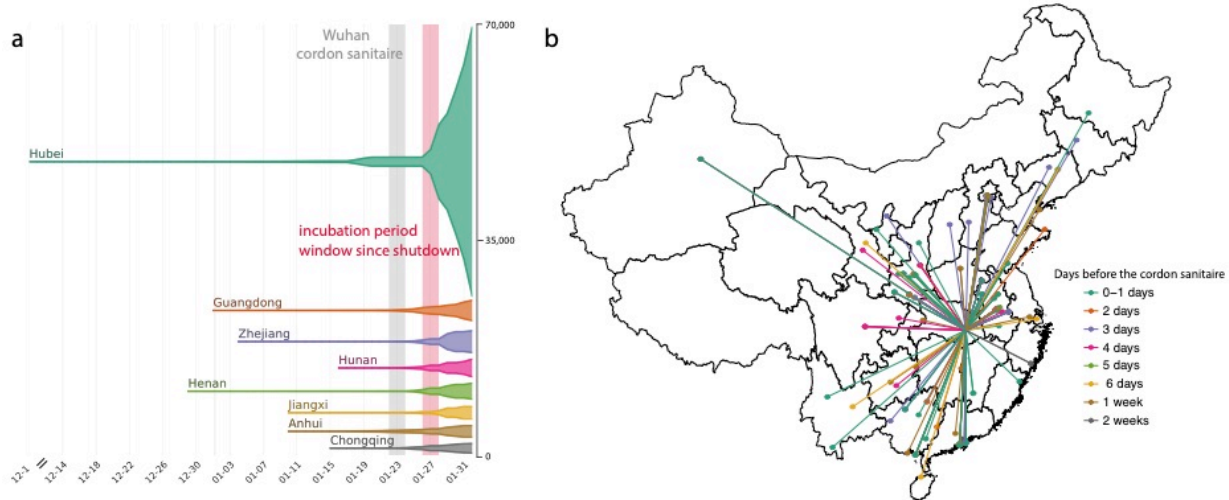 a
Wuhan
cordon sanitaire
70,000
Hubei
incubation period
window since shutdown
35,000
Guangdong
Zhejiang
Hunan
Henan
Jiangxi
Anhui
Chongqing
0
12-1
12-14
12-18
12-22
12-26
12-30
01-03
01-07
01-11
01-15
01-19
01-23
01-27
01-31
b
Days before the cordon sanitaire
0–1 days
2 days
3 days
4 days
5 days
6 days
1 week
2 weeks